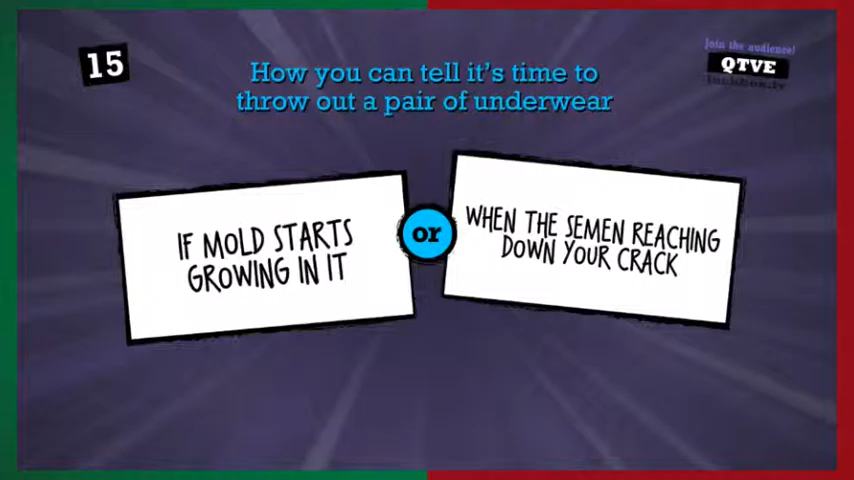 15
How you can tell it's time to
throw out a pair of underwear
Join the audience!
QTVE
IF MOLD STARTS
GROWING IN IT
or
WHEN THE SEMEN REACHING
DOWN YOUR CRACK